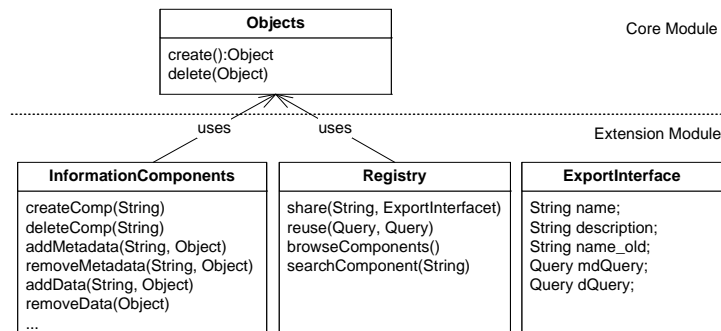 Objects
create():Object
delete(Object)
Core Module
uses
uses
Extension Module
InformationComponents
createComp(String)
deleteComp(String)
addMetadata(String, Object)
removeMetadata(String, Object)
addData(String, Object)
removeData(Object)
...
Registry
share(String, ExportInterfacet)
reuse(Query, Query)
browseComponents()
searchComponent(String)
ExportInterface
String name;
String description;
String name_old;
Query mdQuery;
Query dQuery;